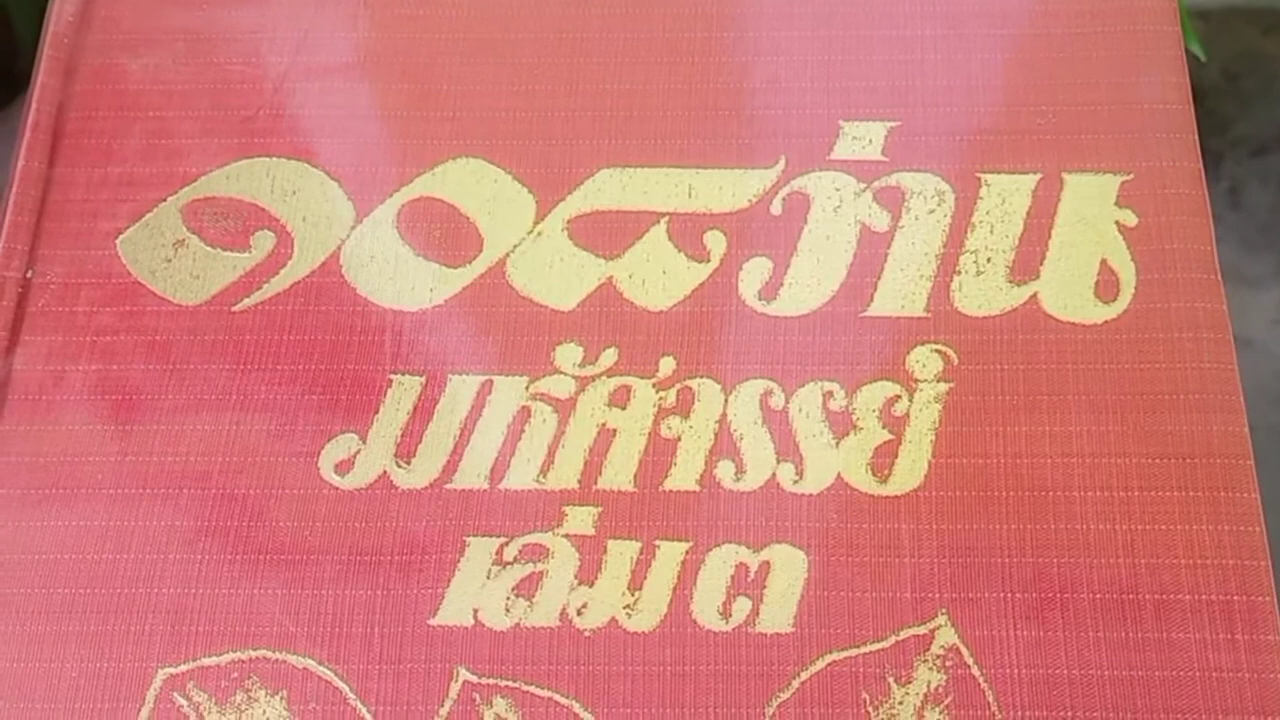 ๑๐๘ว่าน
มหัศจรรย์
เล่ม ๓